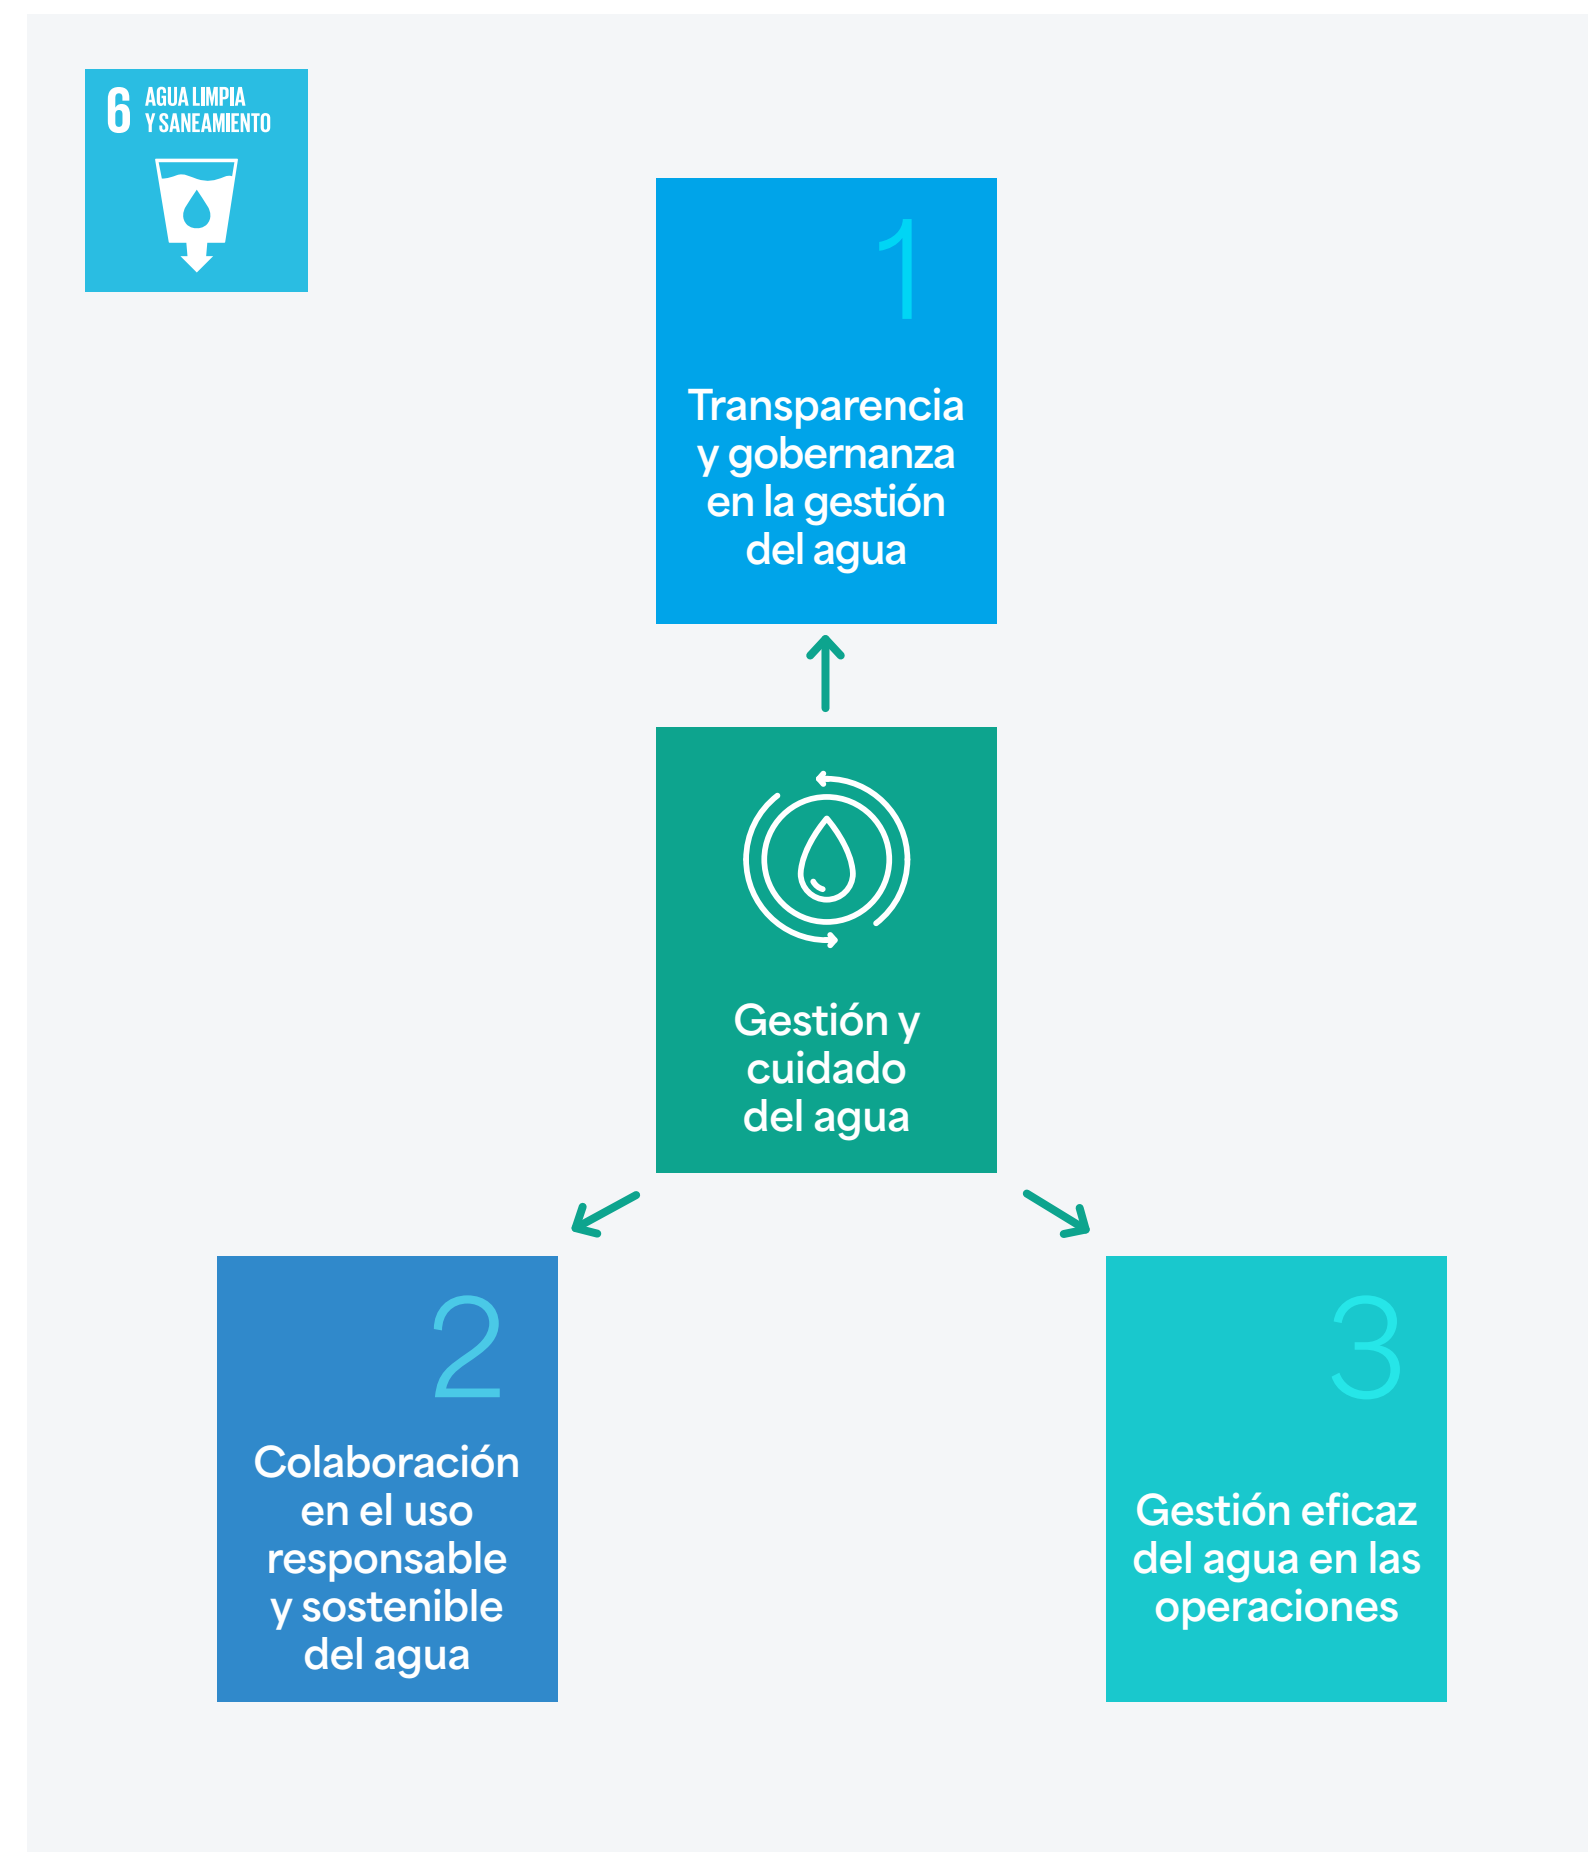 6 AGUA LIMPIA
Y SANEAMIENTO
1
Transparencia
y gobernanza
en la gestión
del agua
Gestión y
cuidado
del agua
2
Colaboración
en el uso
responsable
y sostenible
del agua
3
Gestión eficaz
del agua en las
operaciones